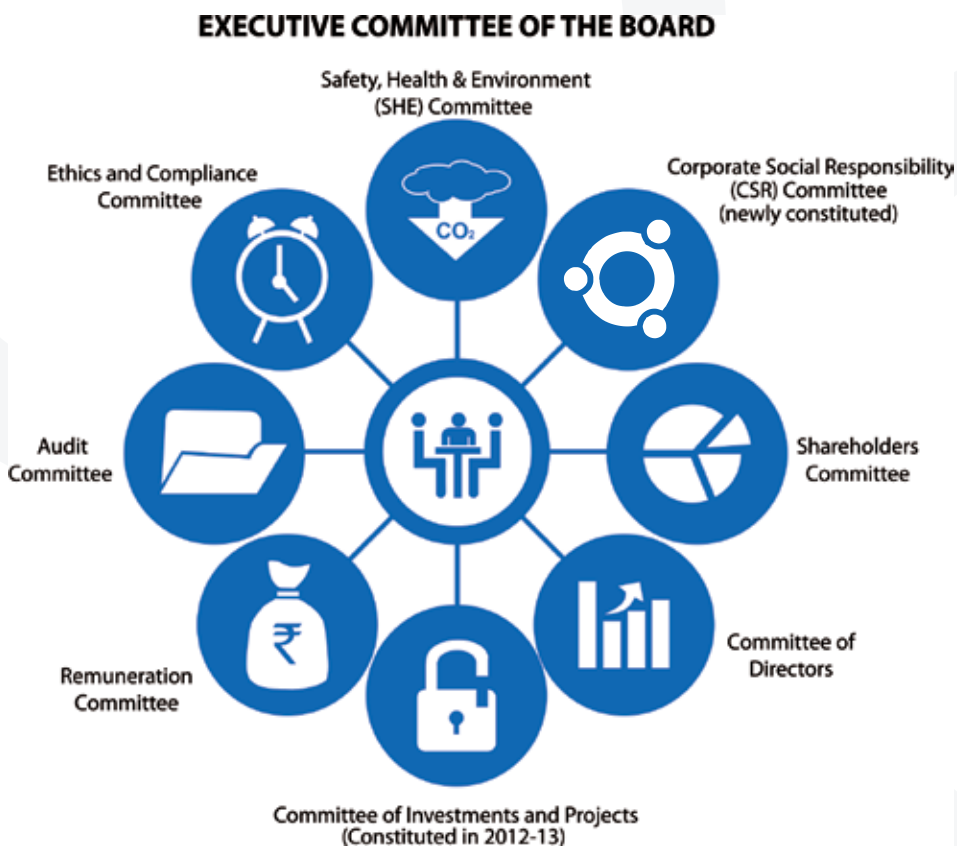 EXECUTIVE COMMITTEE OF THE BOARD
Safety, Health & Environment
(SHE) Committee
CO₂
Corporate Social Responsibility
(CSR) Committee
(newly constituted)
Shareholders
Committee
Committee of
Directors
Committee of Investments and Projects
(Constituted in 2012-13)
₹
Remuneration
Committee
Audit
Committee
Ethics and Compliance
Committee